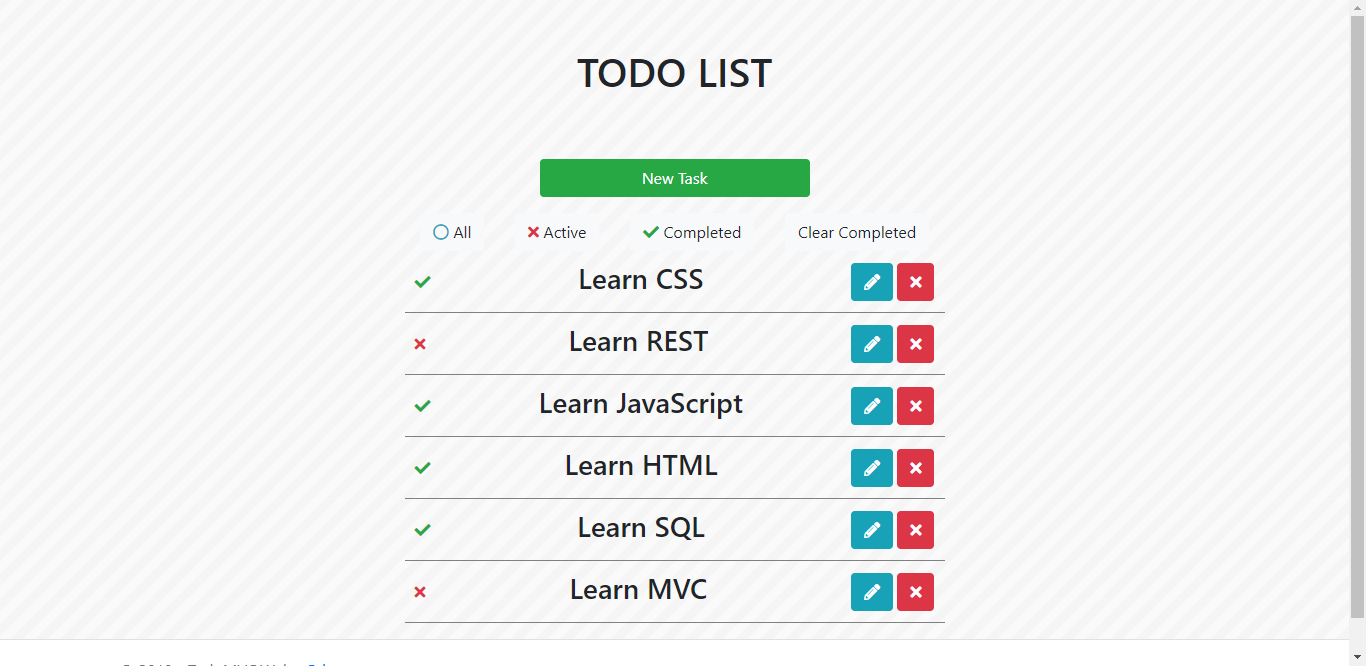 TODO LIST
New Task
All Active Completed Clear Completed
Learn CSS
Learn REST
Learn JavaScript
Learn HTML
Learn SQL
Learn MVC